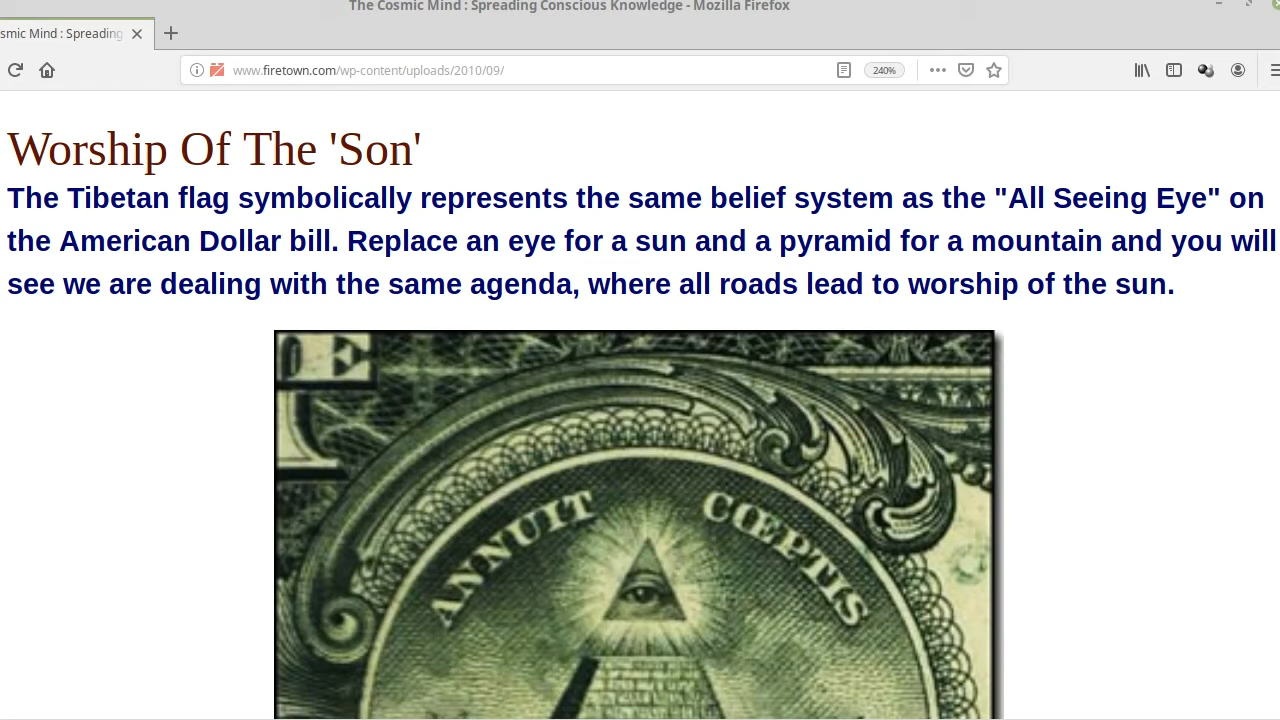 The Cosmic Mind : Spreading Conscious Knowledge - Mozilla Firefox
smic Mind : Spreading
www.firetown.com/wp-content/uploads/2010/09/
240%
Worship Of The 'Son'
The Tibetan flag symbolically represents the same belief system as the "All Seeing Eye" on
the American Dollar bill. Replace an eye for a sun and a pyramid for a mountain and you will
see we are dealing with the same agenda, where all roads lead to worship of the sun.
ANNUIT CŒPTIS